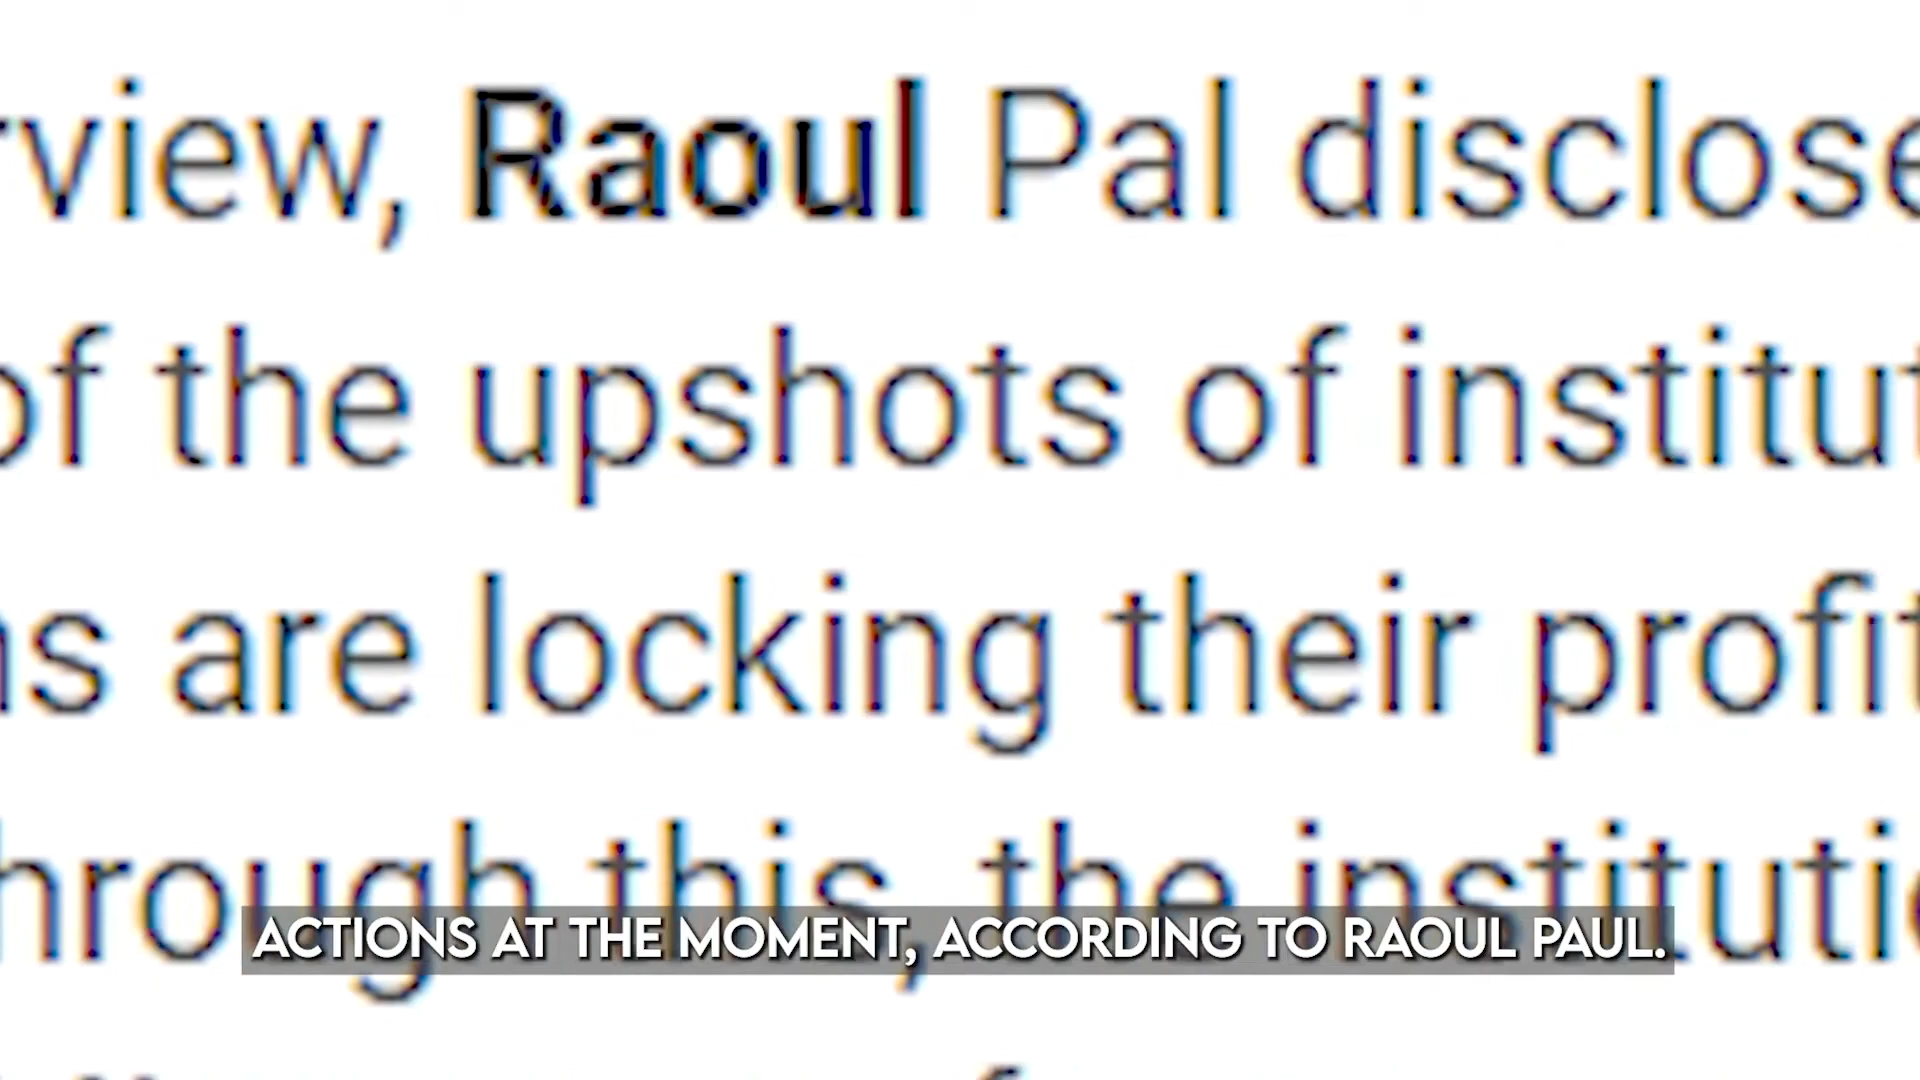 rview, Raoul Pal disclose
of the upshots of institut
ns are locking their profit
hrough this, the institutio
ACTIONS AT THE MOMENT, ACCORDING TO RAOUL PAUL.